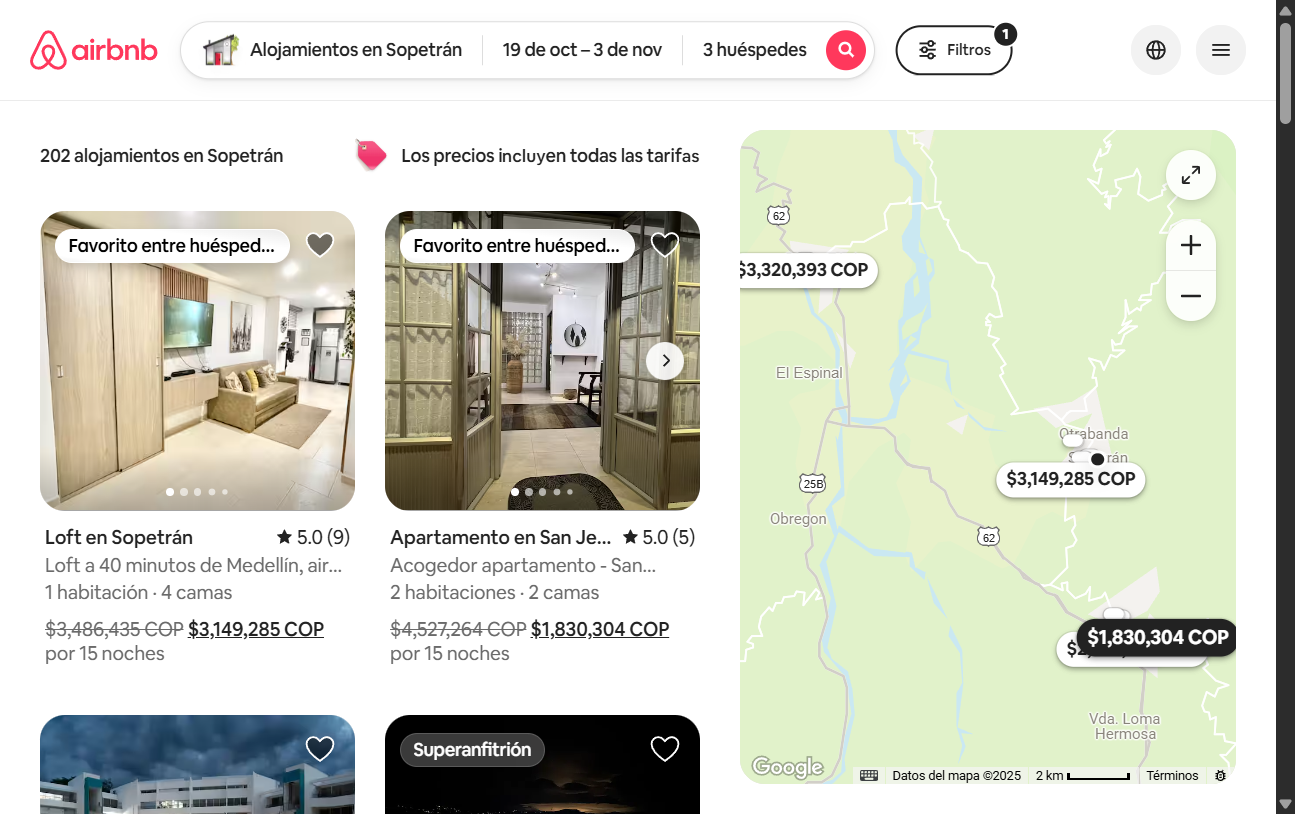 airbnb
Alojamientos en Sopetrán
19 de oct – 3 de nov
3 huéspedes
Filtros
1
202 alojamientos en Sopetrán
Los precios incluyen todas las tarifas
Favorito entre huésped...
Favorito entre huésped...
Loft en Sopetrán
5.0 (9)
Loft a 40 minutos de Medellín, air...
1 habitación · 4 camas
$3,486,435 COP $3,149,285 COP
por 15 noches
Apartamento en San Je...
5.0 (5)
Acogedor apartamento - San...
2 habitaciones · 2 camas
$4,527,264 COP $1,830,304 COP
por 15 noches
Superanfitrión
62
$3,320,393 COP
El Espinal
Otrabanda
$3,149,285 COP
25B
Obregon
62
$1,830,304 COP
Vda. Loma
Hermosa
Google
Datos del mapa ©2025
2 km
Términos